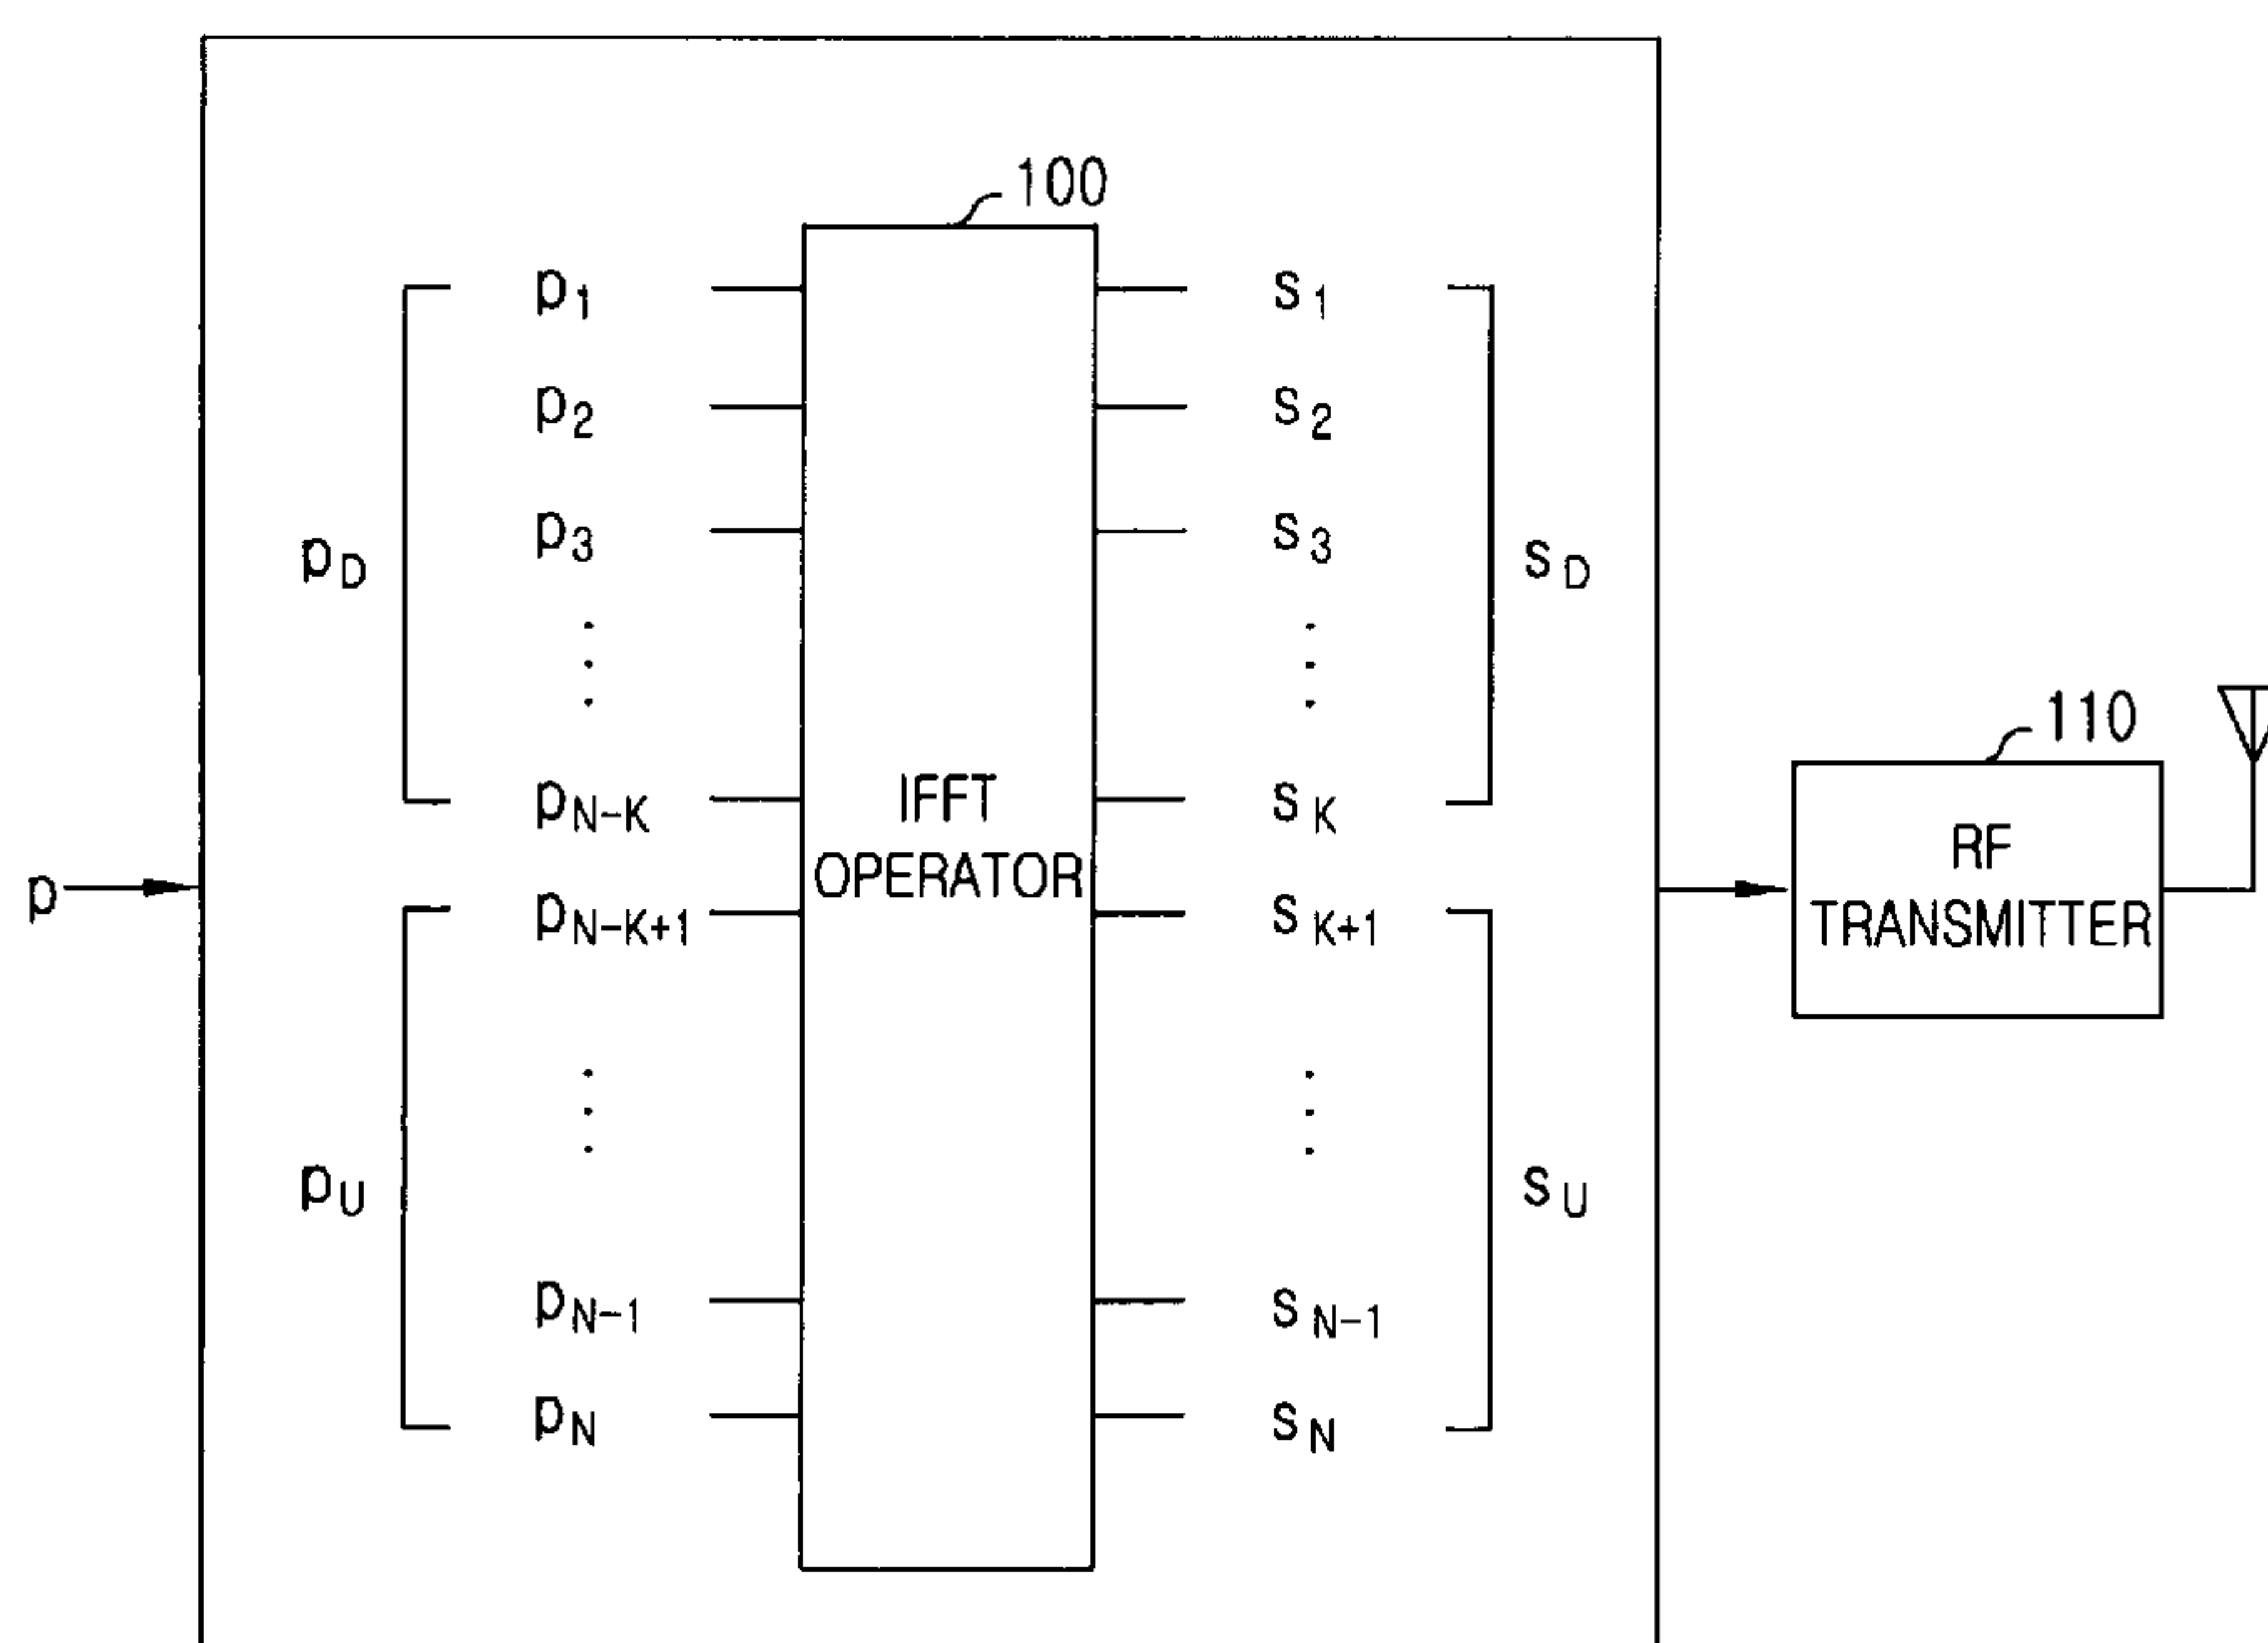 100
p1 s1
p2 s2
p3 s3
pD sD
pN-K sK
IFFT
OPERATOR
p
pN-K+1 sK+1
110
RF
TRANSMITTER
pU sU
pN-1 sN-1
pN sN